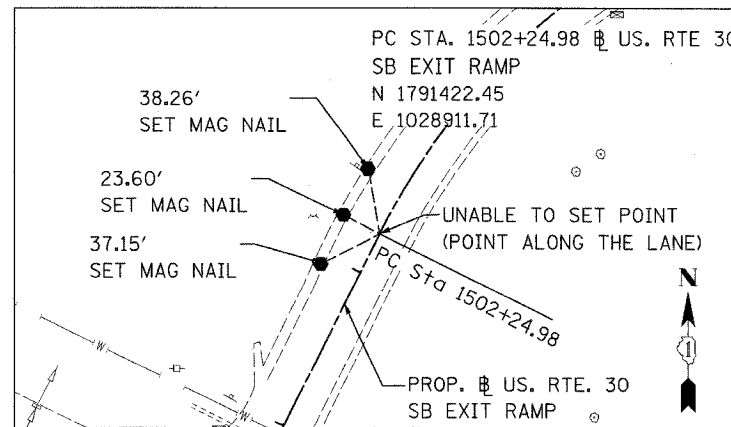 PC STA. 1502+24.98 ⅊ US. RTE 30
SB EXIT RAMP
N 1791422.45
E 1028911.71
38.26'
SET MAG NAIL
23.60'
SET MAG NAIL
37.15'
SET MAG NAIL
UNABLE TO SET POINT
(POINT ALONG THE LANE)
PC Sta 1502+24.98
N
1
W
W
PROP. ⅊ US. RTE. 30
SB EXIT RAMP